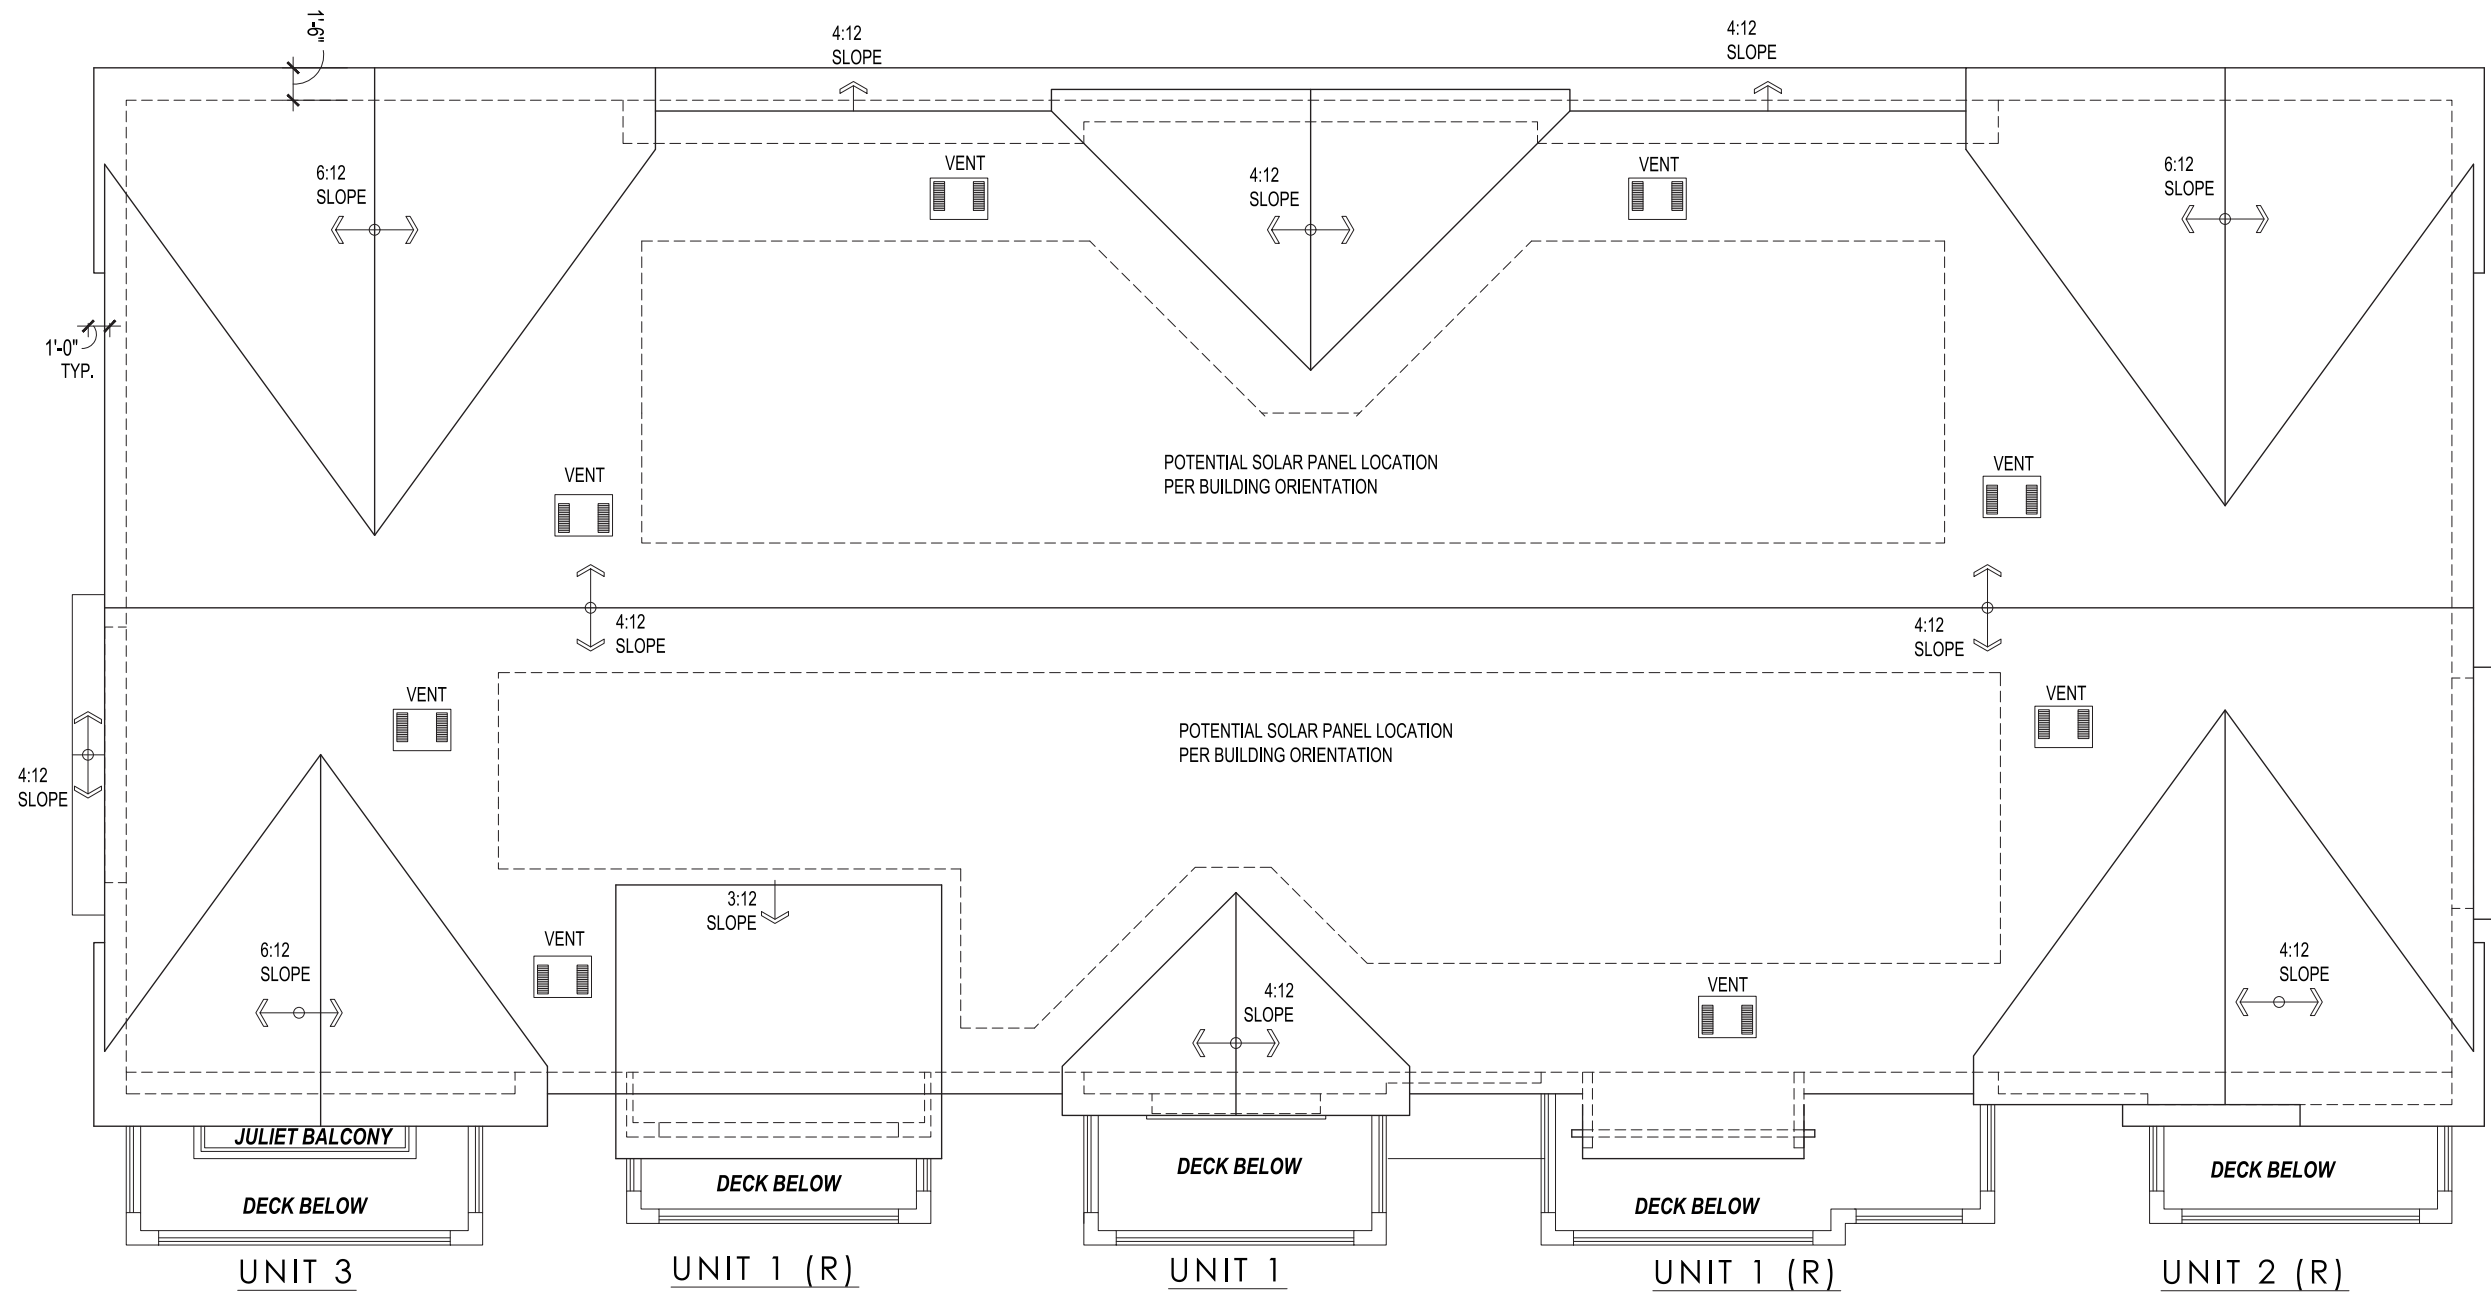 1'-6"
4:12
SLOPE
4:12
SLOPE
6:12
SLOPE
VENT
4:12
SLOPE
VENT
6:12
SLOPE
1'-0"
TYP.
POTENTIAL SOLAR PANEL LOCATION
PER BUILDING ORIENTATION
VENT
VENT
4:12
SLOPE
4:12
SLOPE
VENT
VENT
POTENTIAL SOLAR PANEL LOCATION
PER BUILDING ORIENTATION
4:12
SLOPE
3:12
SLOPE
6:12
SLOPE
VENT
4:12
SLOPE
VENT
4:12
SLOPE
JULIET BALCONY
DECK BELOW
DECK BELOW
DECK BELOW
DECK BELOW
DECK BELOW
UNIT 3
UNIT 1 (R)
UNIT 1
UNIT 1 (R)
UNIT 2 (R)